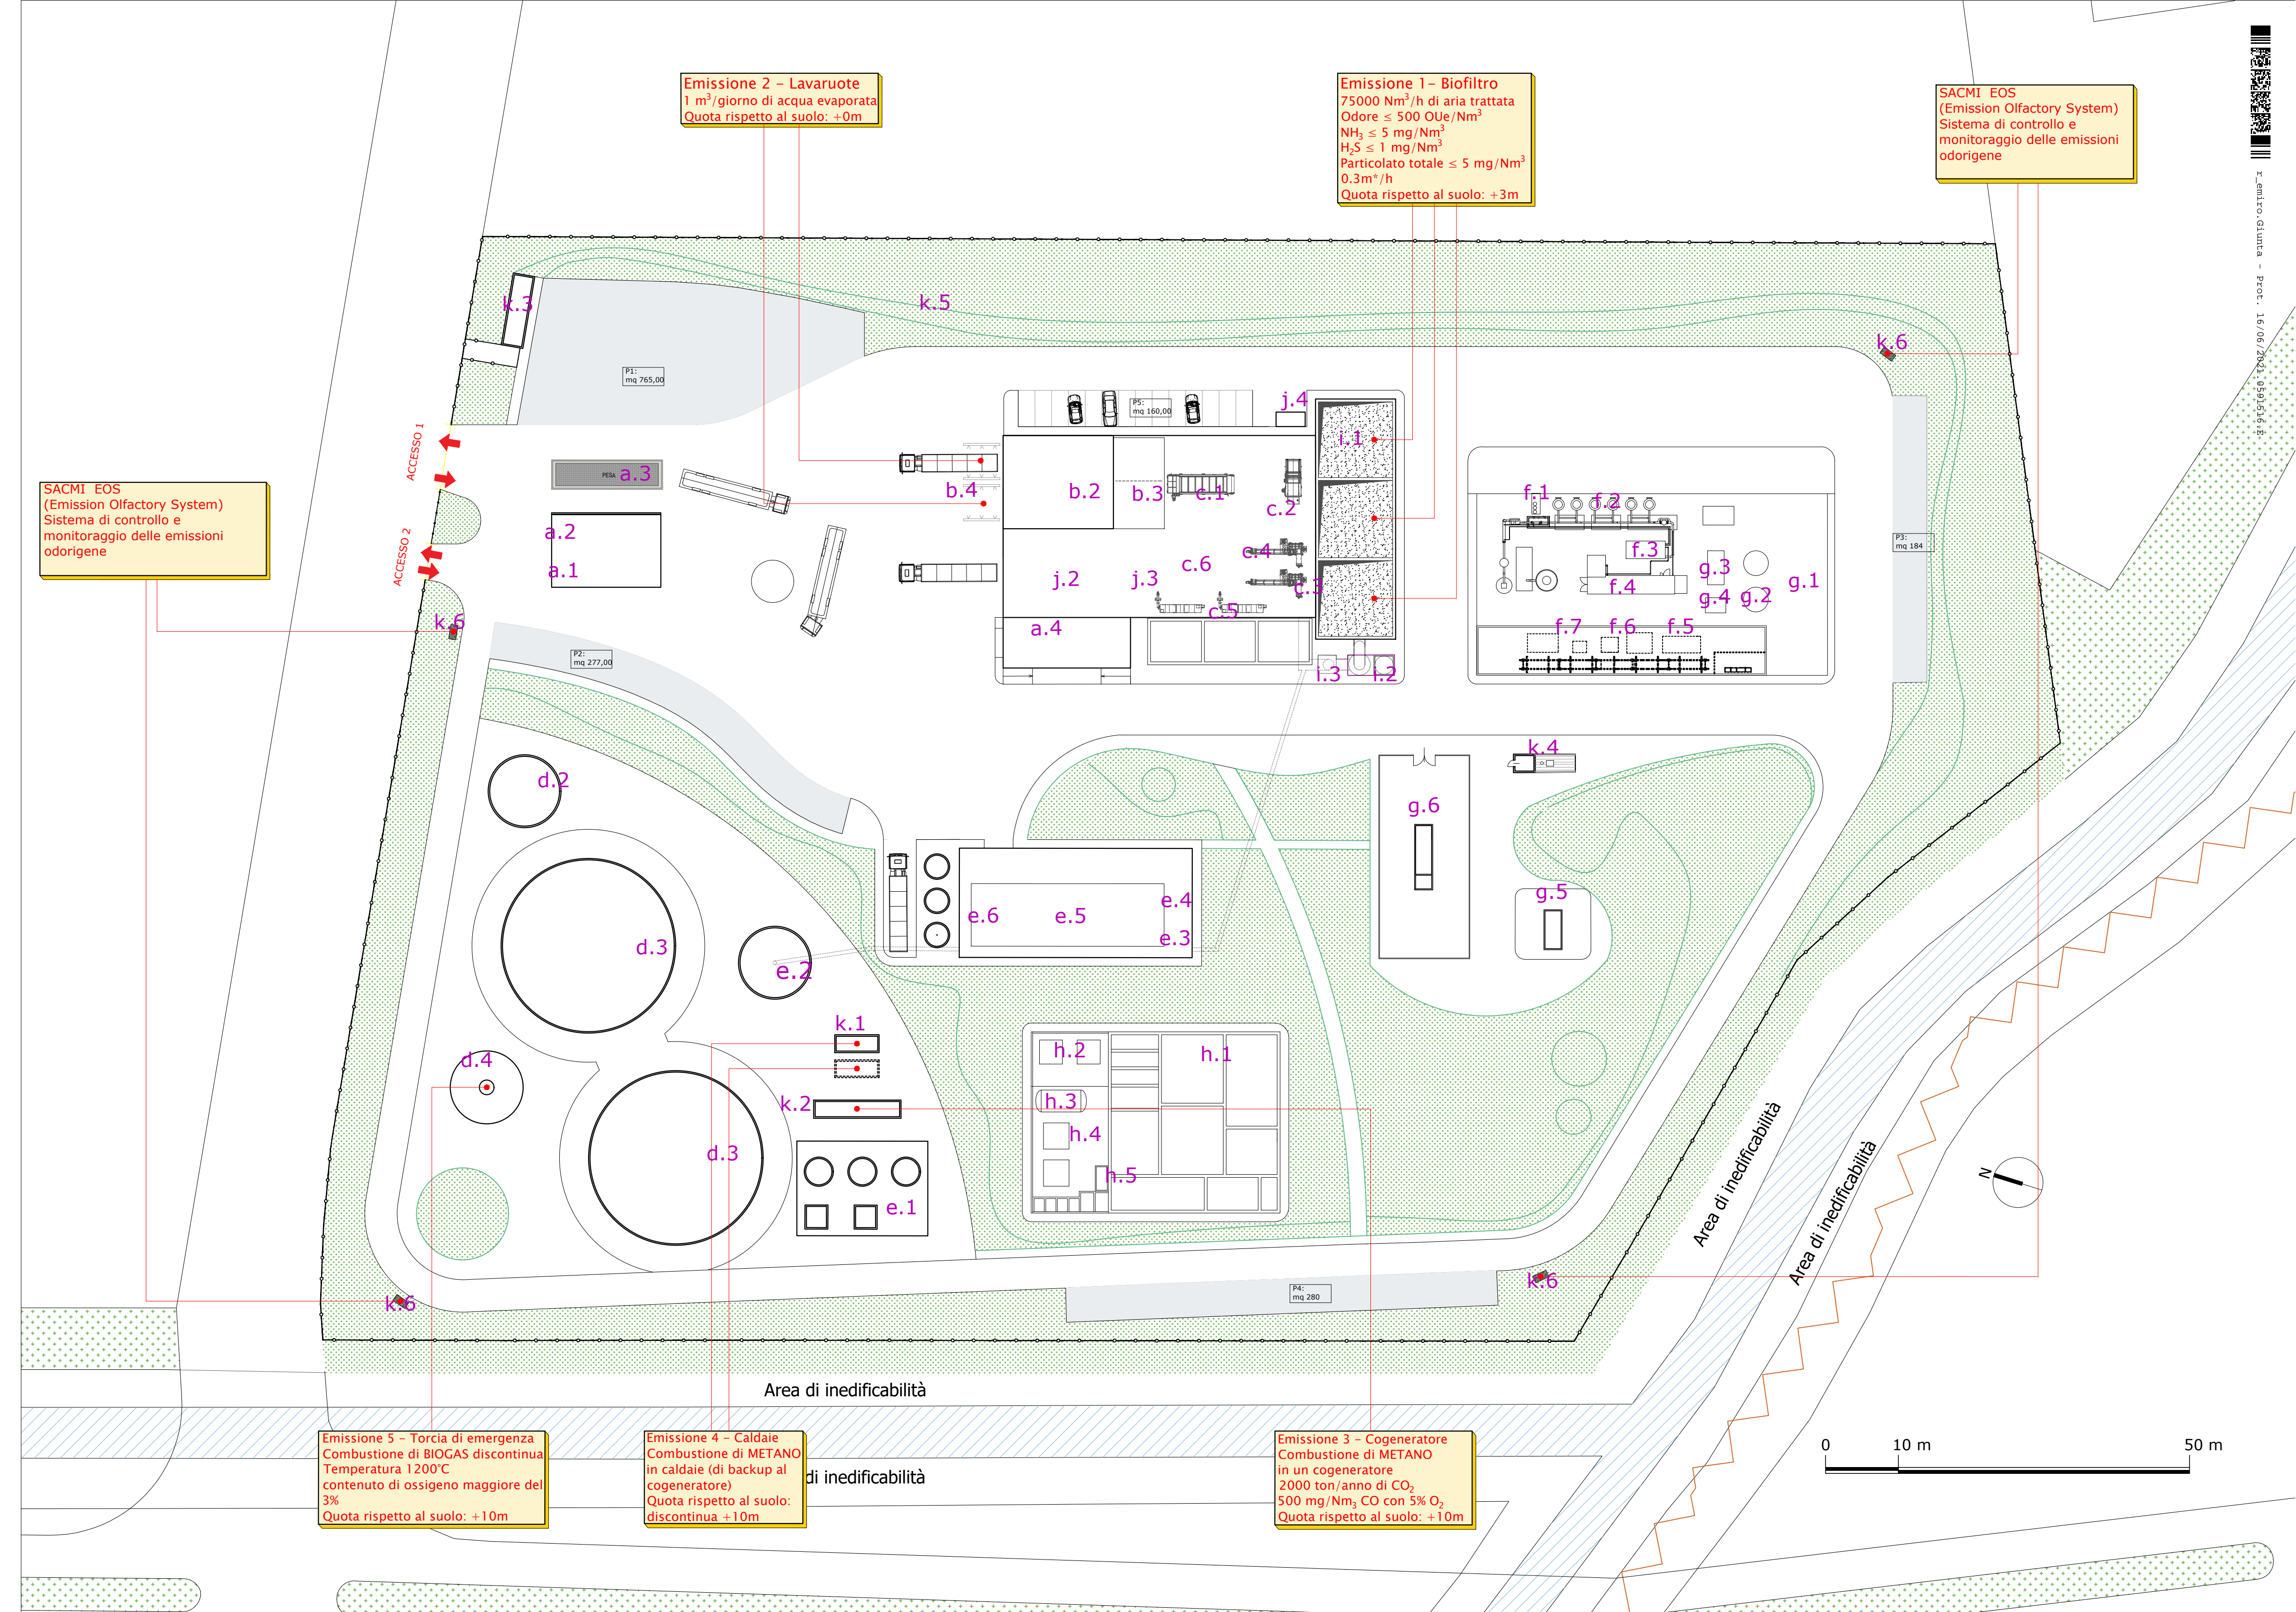 Emissione 2 – Lavaruote
1 m³/giorno di acqua evaporata
Quota rispetto al suolo: +0m
Emissione 1– Biofiltro
75000 Nm³/h di aria trattata
Odore ≤ 500 OUe/Nm³
NH₃ ≤ 5 mg/Nm³
H₂S ≤ 1 mg/Nm³
Particolato totale ≤ 5 mg/Nm³
0.3m*/h
Quota rispetto al suolo: +3m
SACMI EOS
(Emission Olfactory System)
Sistema di controllo e
monitoraggio delle emissioni
odorigene
r_emiro.Giunta - Prot. 16/06/2021.0591516.E
k.3
k.5
k.6
P1:
mq 765,00
P5:
mq 160,00
j.4
i.1
ACCESSO 1
PESA
a.3
b.4
b.2
b.3
c.1
c.2
f.1
f.2
SACMI EOS
(Emission Olfactory System)
Sistema di controllo e
monitoraggio delle emissioni
odorigene
ACCESSO 2
a.2
a.1
c.4
c.6
j.2
j.3
c.3
c.5
f.3
f.4
g.3
g.4
g.2
g.1
P3:
mq 184
k.6
a.4
f.7
f.6
f.5
P2:
mq 277,00
i.3
i.2
d.2
k.4
g.6
g.5
e.4
e.6
e.5
e.3
d.3
e.2
k.1
d.4
h.2
h.1
k.2
h.3
h.4
d.3
h.5
e.1
Area di inedificabilità
Area di inedificabilità
N
k.6
k.6
P4:
mq 280
Area di inedificabilità
0
10 m
50 m
Emissione 5 – Torcia di emergenza
Combustione di BIOGAS discontinua
Temperatura 1200°C
contenuto di ossigeno maggiore del
3%
Quota rispetto al suolo: +10m
Emissione 4 – Caldaie
Combustione di METANO
in caldaie (di backup al
cogeneratore)
Quota rispetto al suolo:
discontinua +10m
di inedificabilità
Emissione 3 – Cogeneratore
Combustione di METANO
in un cogeneratore
2000 ton/anno di CO₂
500 mg/Nm₃ CO con 5% O₂
Quota rispetto al suolo: +10m